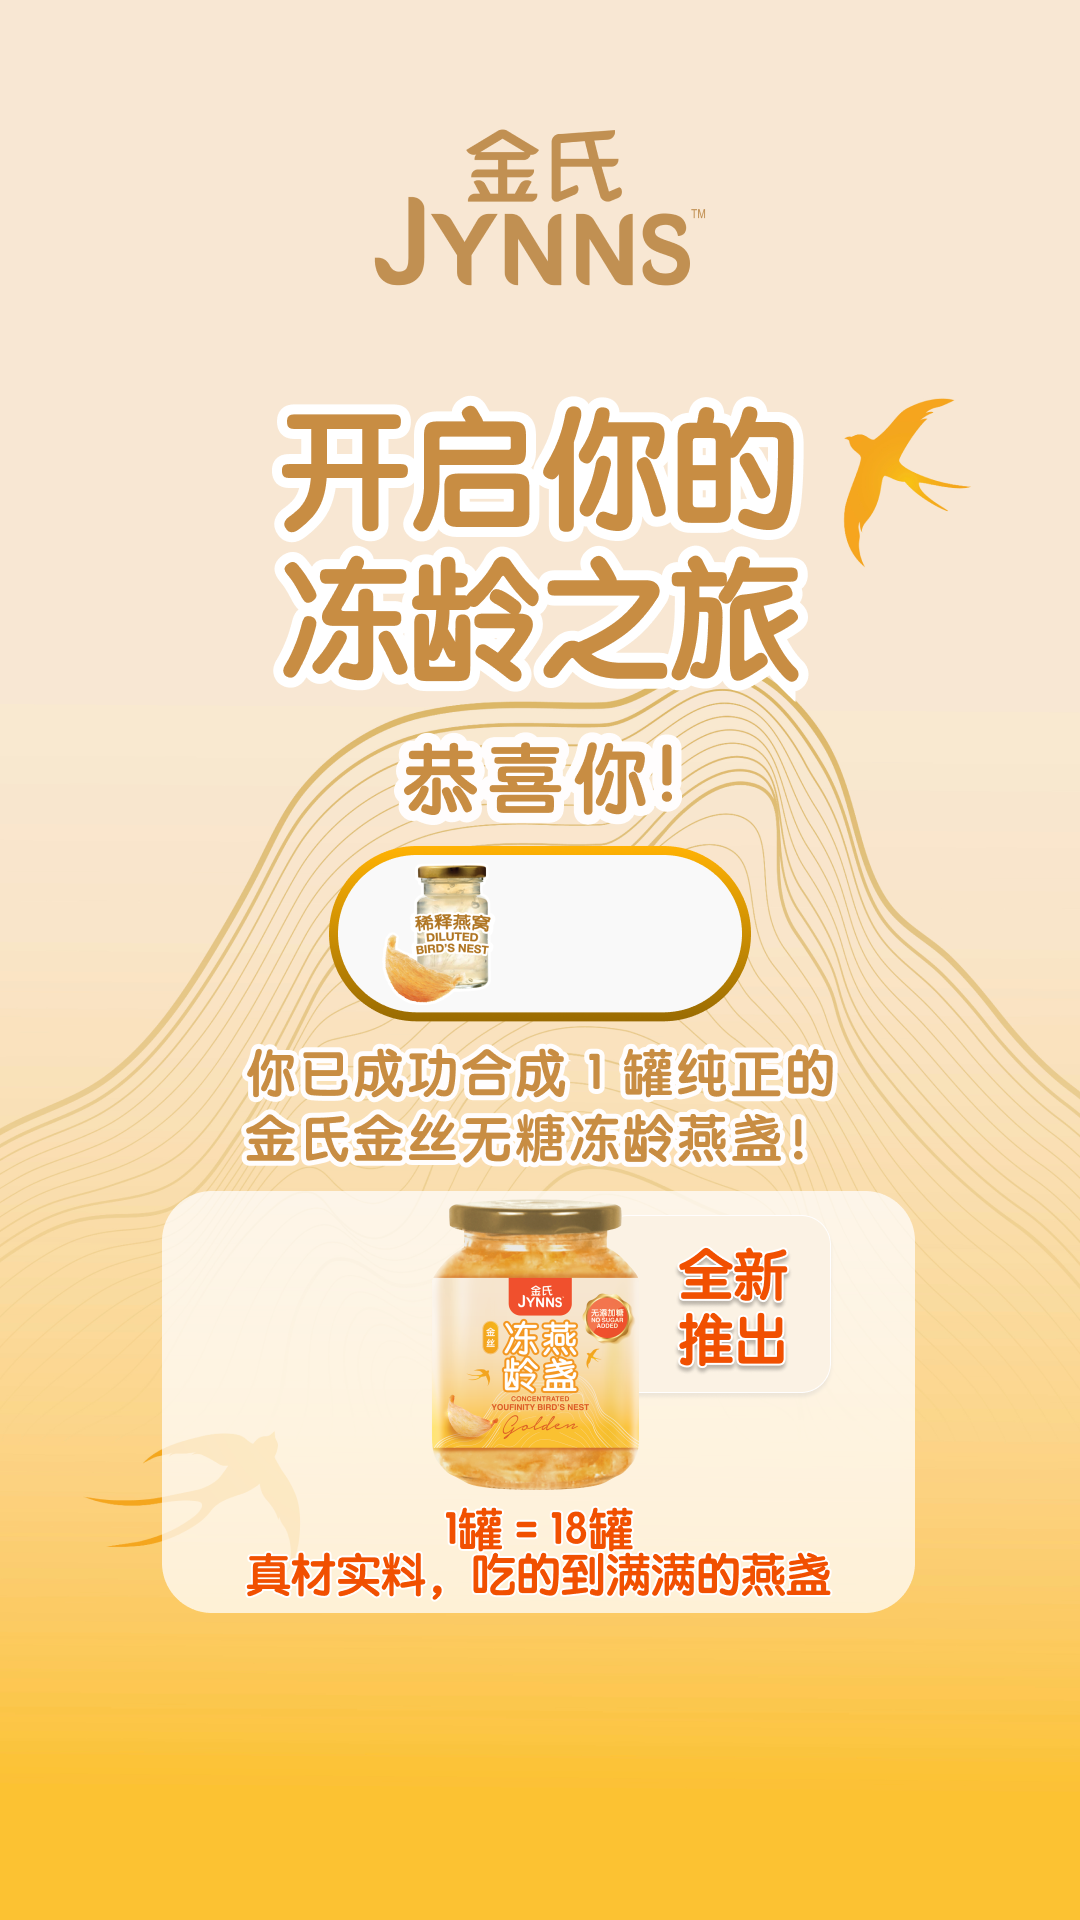 金氏
JYNNS™
开启你的
冻龄之旅
恭喜你!
稀释燕窝
DILUTED
BIRD'S NEST
你已成功合成1罐纯正的
金氏金丝无糖冻龄燕盏!
金氏
JYNNS
无添加糖
NO SUGAR
ADDED
金丝
冻燕
龄盏
CONCENTRATED
YOUFINITY BIRD'S NEST
Golden
全新
推出
1罐 = 18罐
真材实料，吃的到满满的燕盏